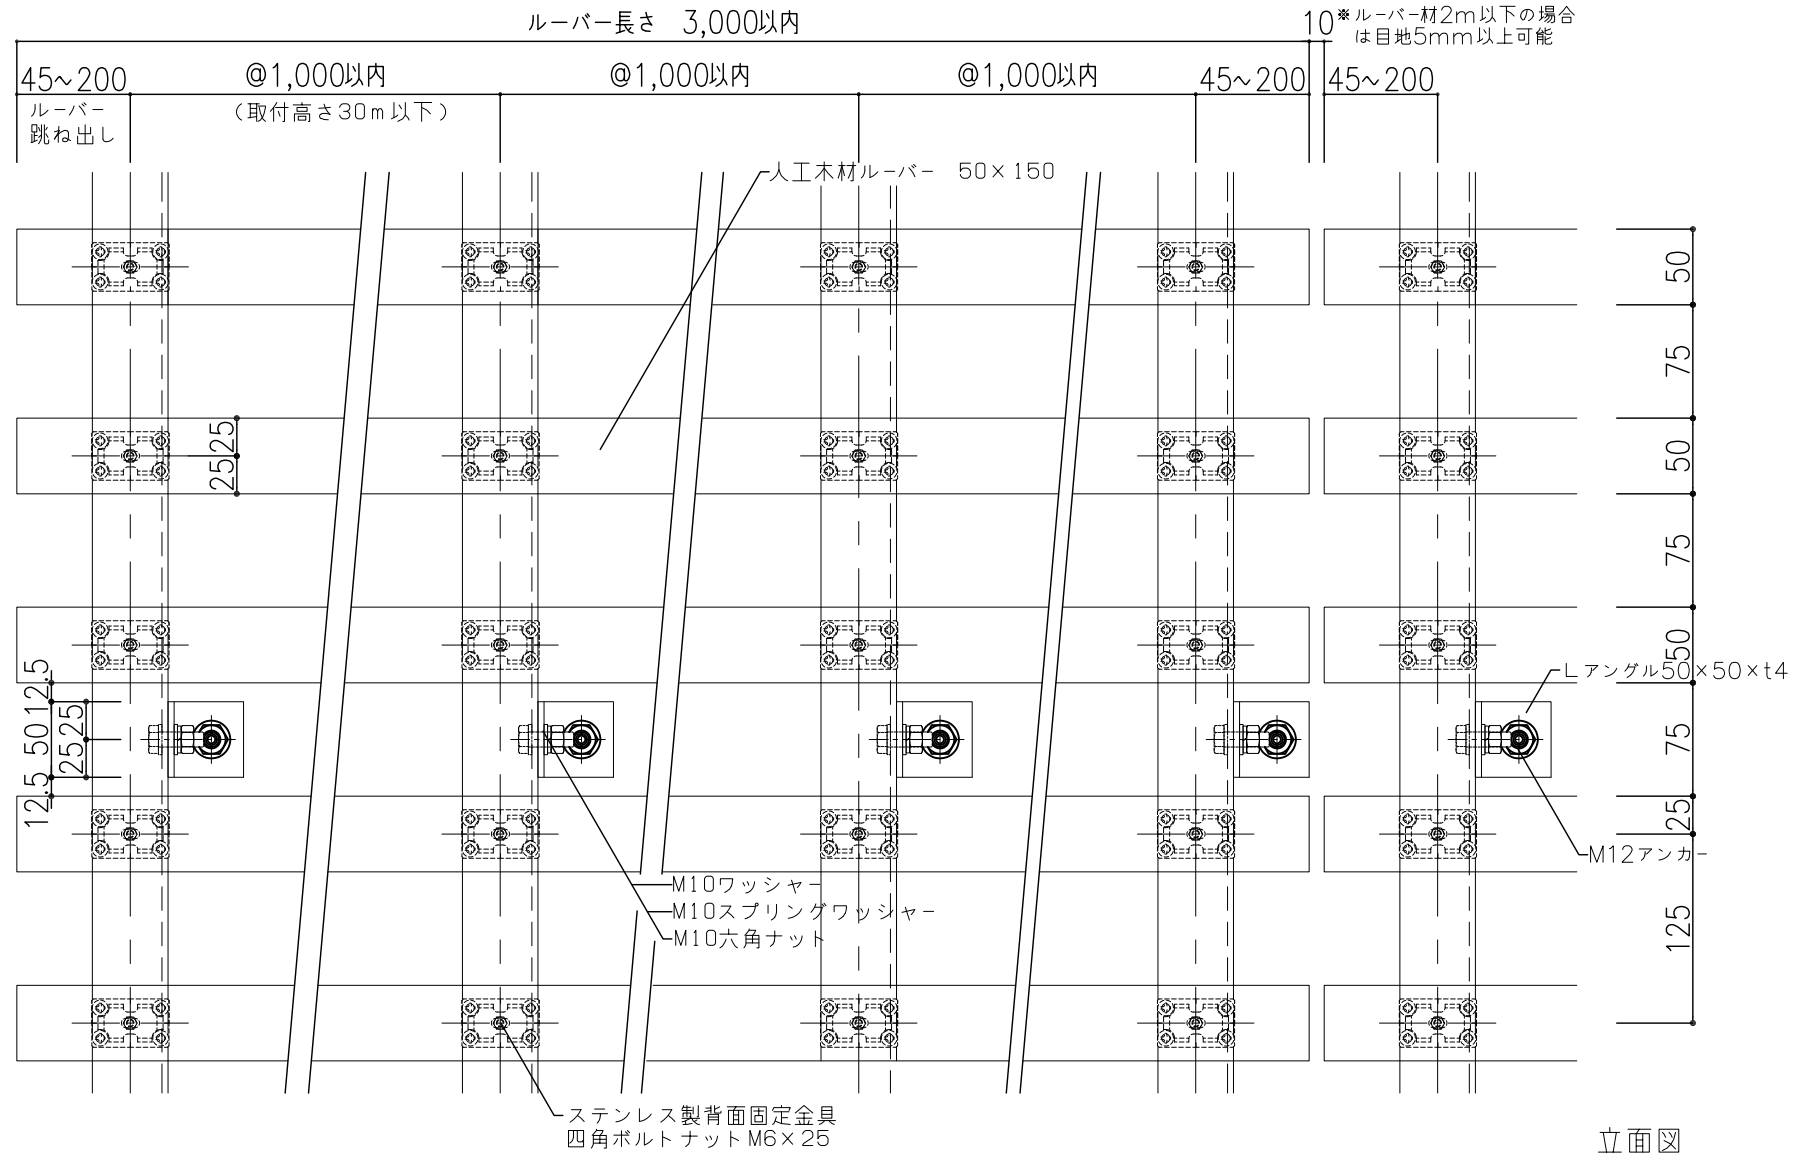 ルーバー長さ 3,000以内
10
※ルーバー材2m以下の場合
は目地5mm以上可能
45~200
@1,000以内
@1,000以内
@1,000以内
45~200
45~200
ルーバー
跳ね出し
（取付高さ30m以下）
人工木材ルーバー 50×150
50
75
25
25
50
75
50
Lアングル50×50×t4
12.5
50
12.5
25
25
75
25
M12アンカー
M10ワッシャー
M10スプリングワッシャー
M10六角ナット
125
ステンレス製背面固定金具
四角ボルトナットM6×25
立面図